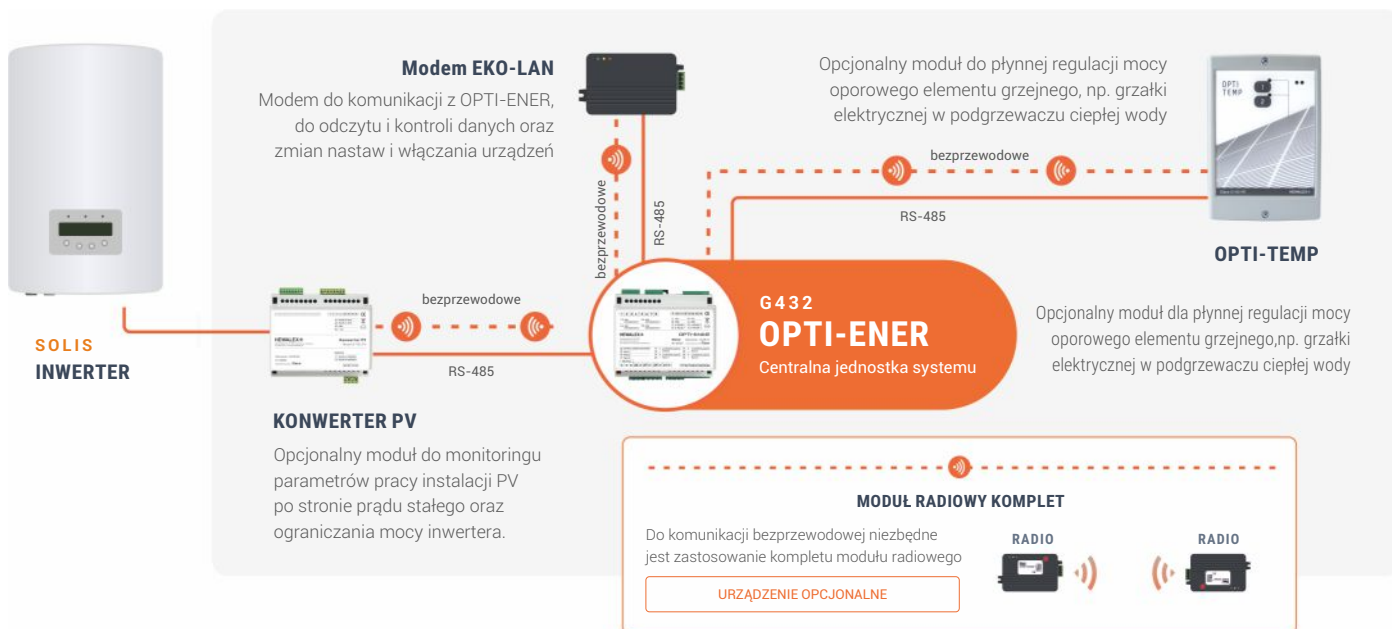 Modem EKO-LAN
Modem do komunikacji z OPTI-ENER,
do odczytu i kontroli danych oraz
zmian nastaw i włączania urządzeń
Opcjonalny moduł do płynnej regulacji mocy
oporowego elementu grzejnego, np. grzałki
elektrycznej w podgrzewaczu ciepłej wody
OPTI
TEMP
bezprzewodowe
RS-485
bezprzewodowe
RS-485
OPTI-TEMP
SOLIS
INWERTER
bezprzewodowe
RS-485
HEWALEX
KONWERTER PV
Opcjonalny moduł do monitoringu
parametrów pracy instalacji PV
po stronie prądu stałego oraz
ograniczania mocy inwertera.
HEWALEX
G432
OPTI-ENER
Centralna jednostka systemu
Opcjonalny moduł dla płynnej regulacji mocy
oporowego elementu grzejnego,np. grzałki
elektrycznej w podgrzewaczu ciepłej wody
MODUŁ RADIOWY KOMPLET
Do komunikacji bezprzewodowej niezbędne
jest zastosowanie kompletu modułu radiowego
URZĄDZENIE OPCJONALNE
RADIO
RADIO